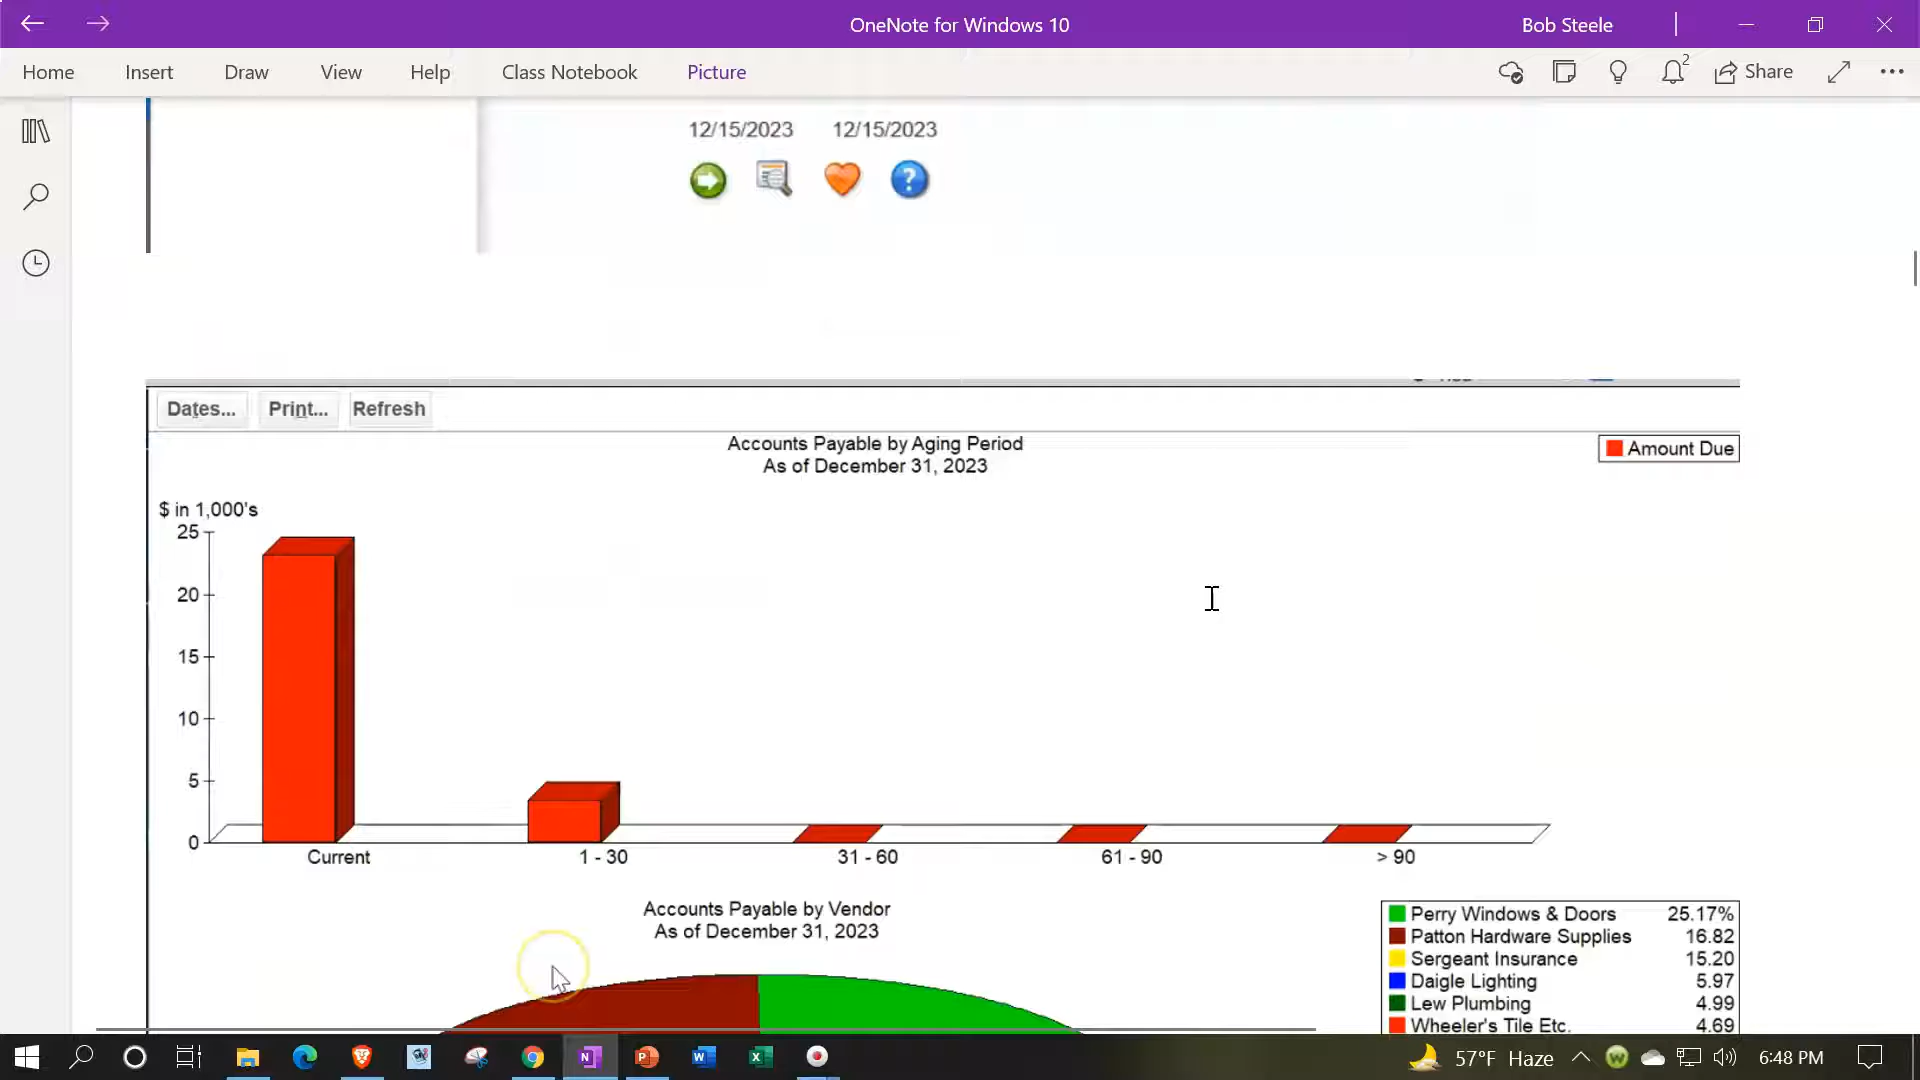 OneNote for Windows 10
Bob Steele
Home Insert Draw View Help Class Notebook Picture
2 Share
12/15/2023 12/15/2023
?
Dates... Print... Refresh
Accounts Payable by Aging Period
As of December 31, 2023
Amount Due
$ in 1,000's
25
20
15
10
5
0
Current 1 - 30 31 - 60 61 - 90 > 90
Accounts Payable by Vendor
As of December 31, 2023
Perry Windows & Doors 25.17%
Patton Hardware Supplies 16.82
Sergeant Insurance 15.20
Daigle Lighting 5.97
Lew Plumbing 4.99
Wheeler's Tile Etc. 4.69
57°F Haze 6:48 PM